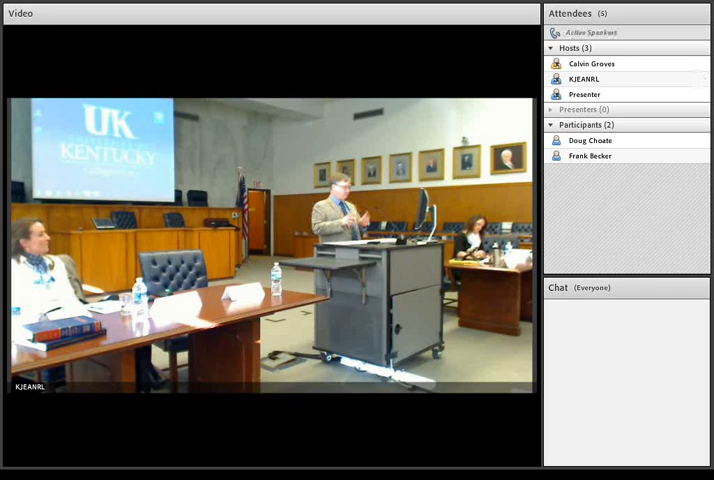 Video
UK
KENTUCKY
KJEANRL
Attendees (5)
Active Speakers
Hosts (3)
Calvin Groves
KJEANRL
Presenter
Presenters (0)
Participants (2)
Doug Choate
Frank Becker
Chat (Everyone)